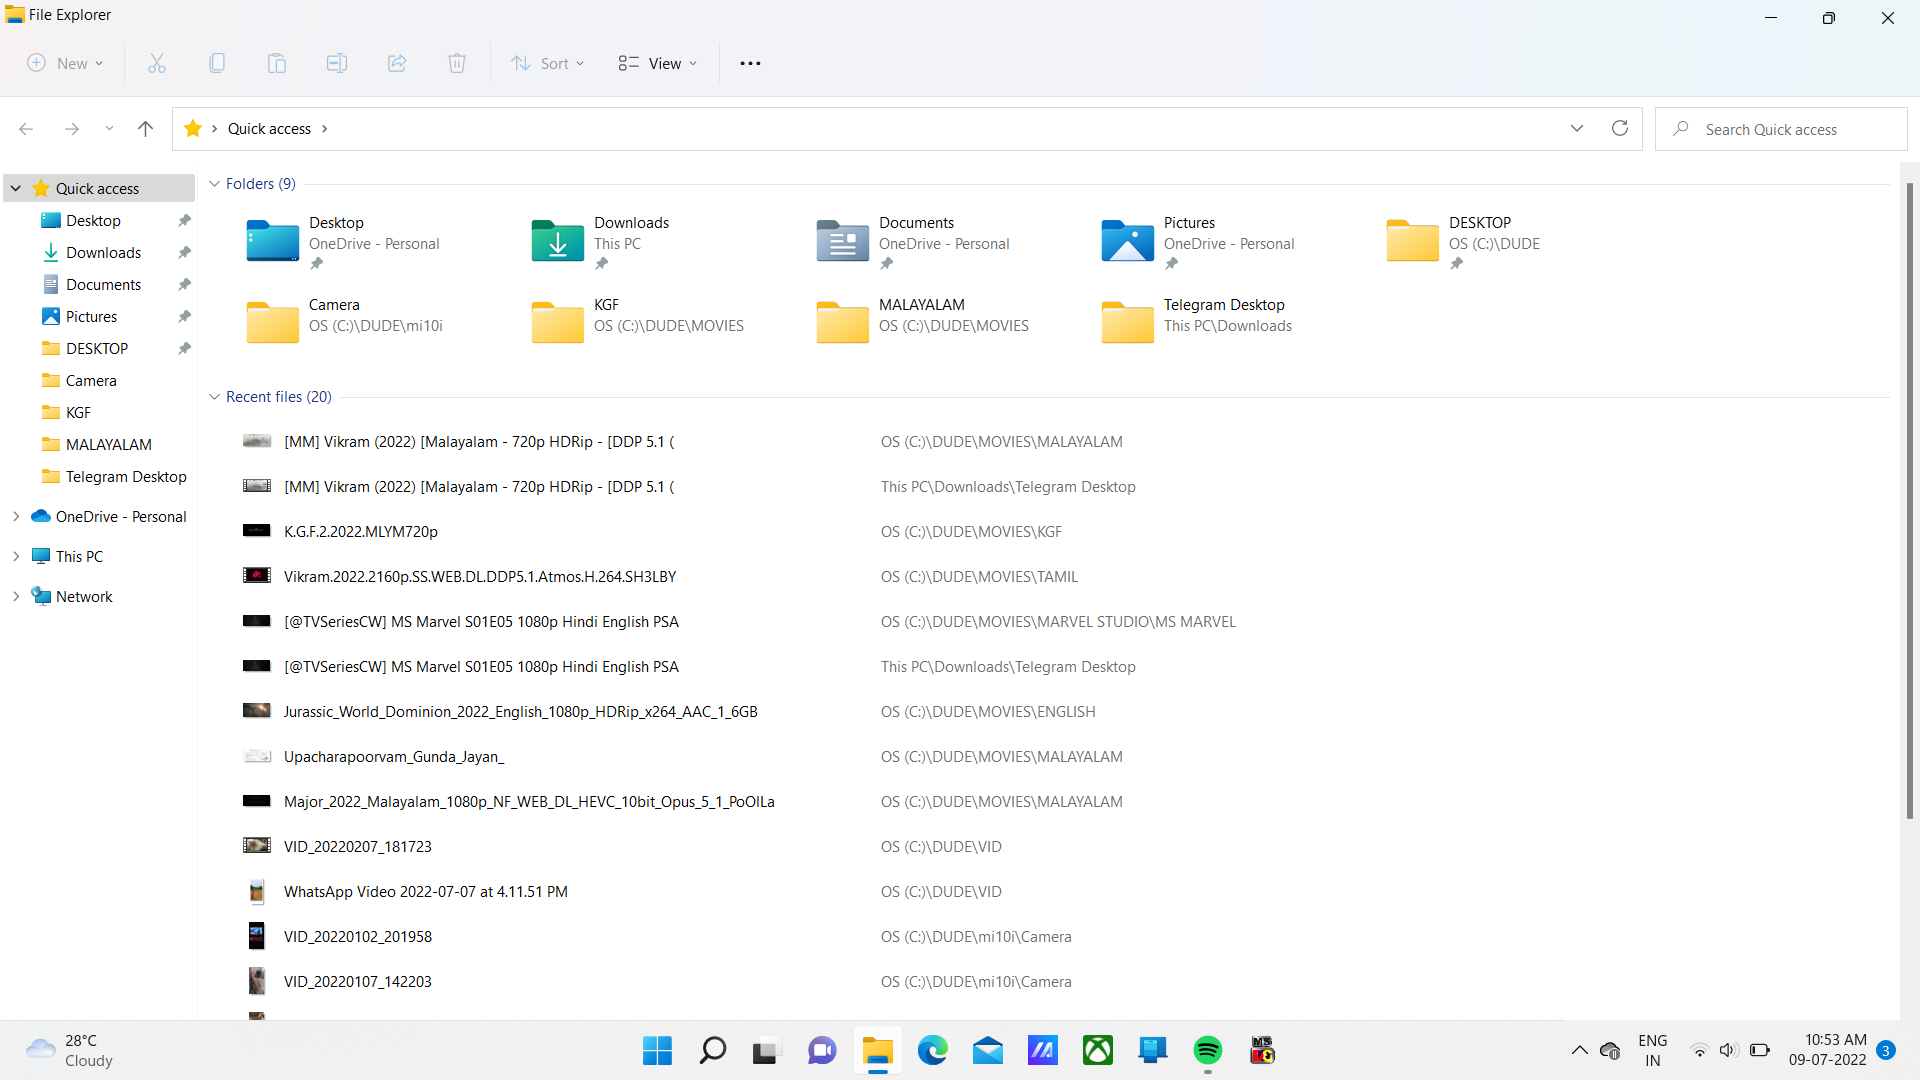 File Explorer
New
Sort
View
Quick access
Search Quick access
Quick access
Desktop
Downloads
Documents
Pictures
DESKTOP
Camera
KGF
MALAYALAM
Telegram Desktop
OneDrive - Personal
This PC
Network
Folders (9)
Desktop
OneDrive - Personal
Downloads
This PC
Documents
OneDrive - Personal
Pictures
OneDrive - Personal
DESKTOP
OS (C:)\DUDE
Camera
OS (C:)\DUDE\mi10i
KGF
OS (C:)\DUDE\MOVIES
MALAYALAM
OS (C:)\DUDE\MOVIES
Telegram Desktop
This PC\Downloads
Recent files (20)
[MM] Vikram (2022) [Malayalam - 720p HDRip - [DDP 5.1 ( OS (C:)\DUDE\MOVIES\MALAYALAM
[MM] Vikram (2022) [Malayalam - 720p HDRip - [DDP 5.1 ( This PC\Downloads\Telegram Desktop
K.G.F.2.2022.MLYM720p OS (C:)\DUDE\MOVIES\KGF
Vikram.2022.2160p.SS.WEB.DL.DDP5.1.Atmos.H.264.SH3LBY OS (C:)\DUDE\MOVIES\TAMIL
[@TVSeriesCW] MS Marvel S01E05 1080p Hindi English PSA OS (C:)\DUDE\MOVIES\MARVEL STUDIO\MS MARVEL
[@TVSeriesCW] MS Marvel S01E05 1080p Hindi English PSA This PC\Downloads\Telegram Desktop
Jurassic_World_Dominion_2022_English_1080p_HDRip_x264_AAC_1_6GB OS (C:)\DUDE\MOVIES\ENGLISH
Upacharapoorvam_Gunda_Jayan_ OS (C:)\DUDE\MOVIES\MALAYALAM
Major_2022_Malayalam_1080p_NF_WEB_DL_HEVC_10bit_Opus_5_1_PoOlLa OS (C:)\DUDE\MOVIES\MALAYALAM
VID_20220207_181723 OS (C:)\DUDE\VID
WhatsApp Video 2022-07-07 at 4.11.51 PM OS (C:)\DUDE\VID
VID_20220102_201958 OS (C:)\DUDE\mi10i\Camera
VID_20220107_142203 OS (C:)\DUDE\mi10i\Camera
28°C
Cloudy
MS
ENG
IN
10:53 AM
09-07-2022
3